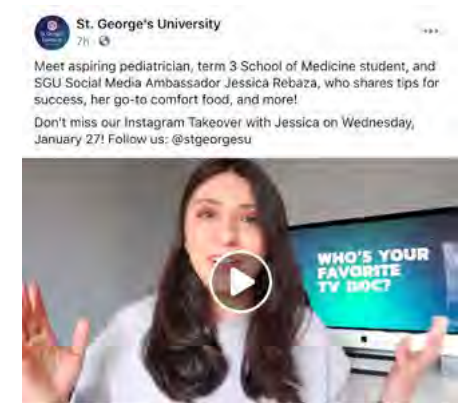 St. George's University
7h ·
Meet aspiring pediatrician, term 3 School of Medicine student, and
SGU Social Media Ambassador Jessica Rebaza, who shares tips for
success, her go-to comfort food, and more!
Don't miss our Instagram Takeover with Jessica on Wednesday,
January 27! Follow us: @stgeorgesu
WHO'S YOUR
FAVORITE
TV DOC?